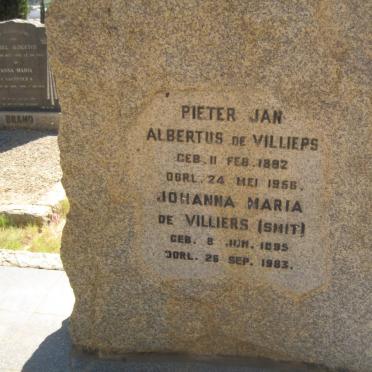 PIETER JAN
ALBERTUS DE VILLIERS
GEB. 11 FEB. 1892
OORL. 24 MEI 1956.
JOHANNA MARIA
DE VILLIERS (SMIT)
GEB. 8 JUN. 1895
OORL. 26 SEP. 1983.
BRAND